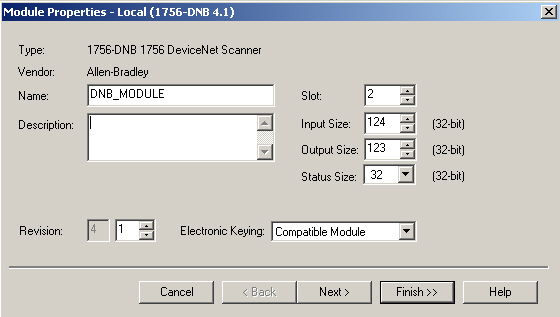 Module Properties - Local (1756-DNB 4.1)
Type: 1756-DNB 1756 DeviceNet Scanner
Vendor: Allen-Bradley
Name: DNB_MODULE Slot: 2
Description: Input Size: 124 (32-bit)
Output Size: 123 (32-bit)
Status Size: 32 (32-bit)
Revision: 4 1 Electronic Keying: Compatible Module
Cancel < Back Next > Finish >> Help